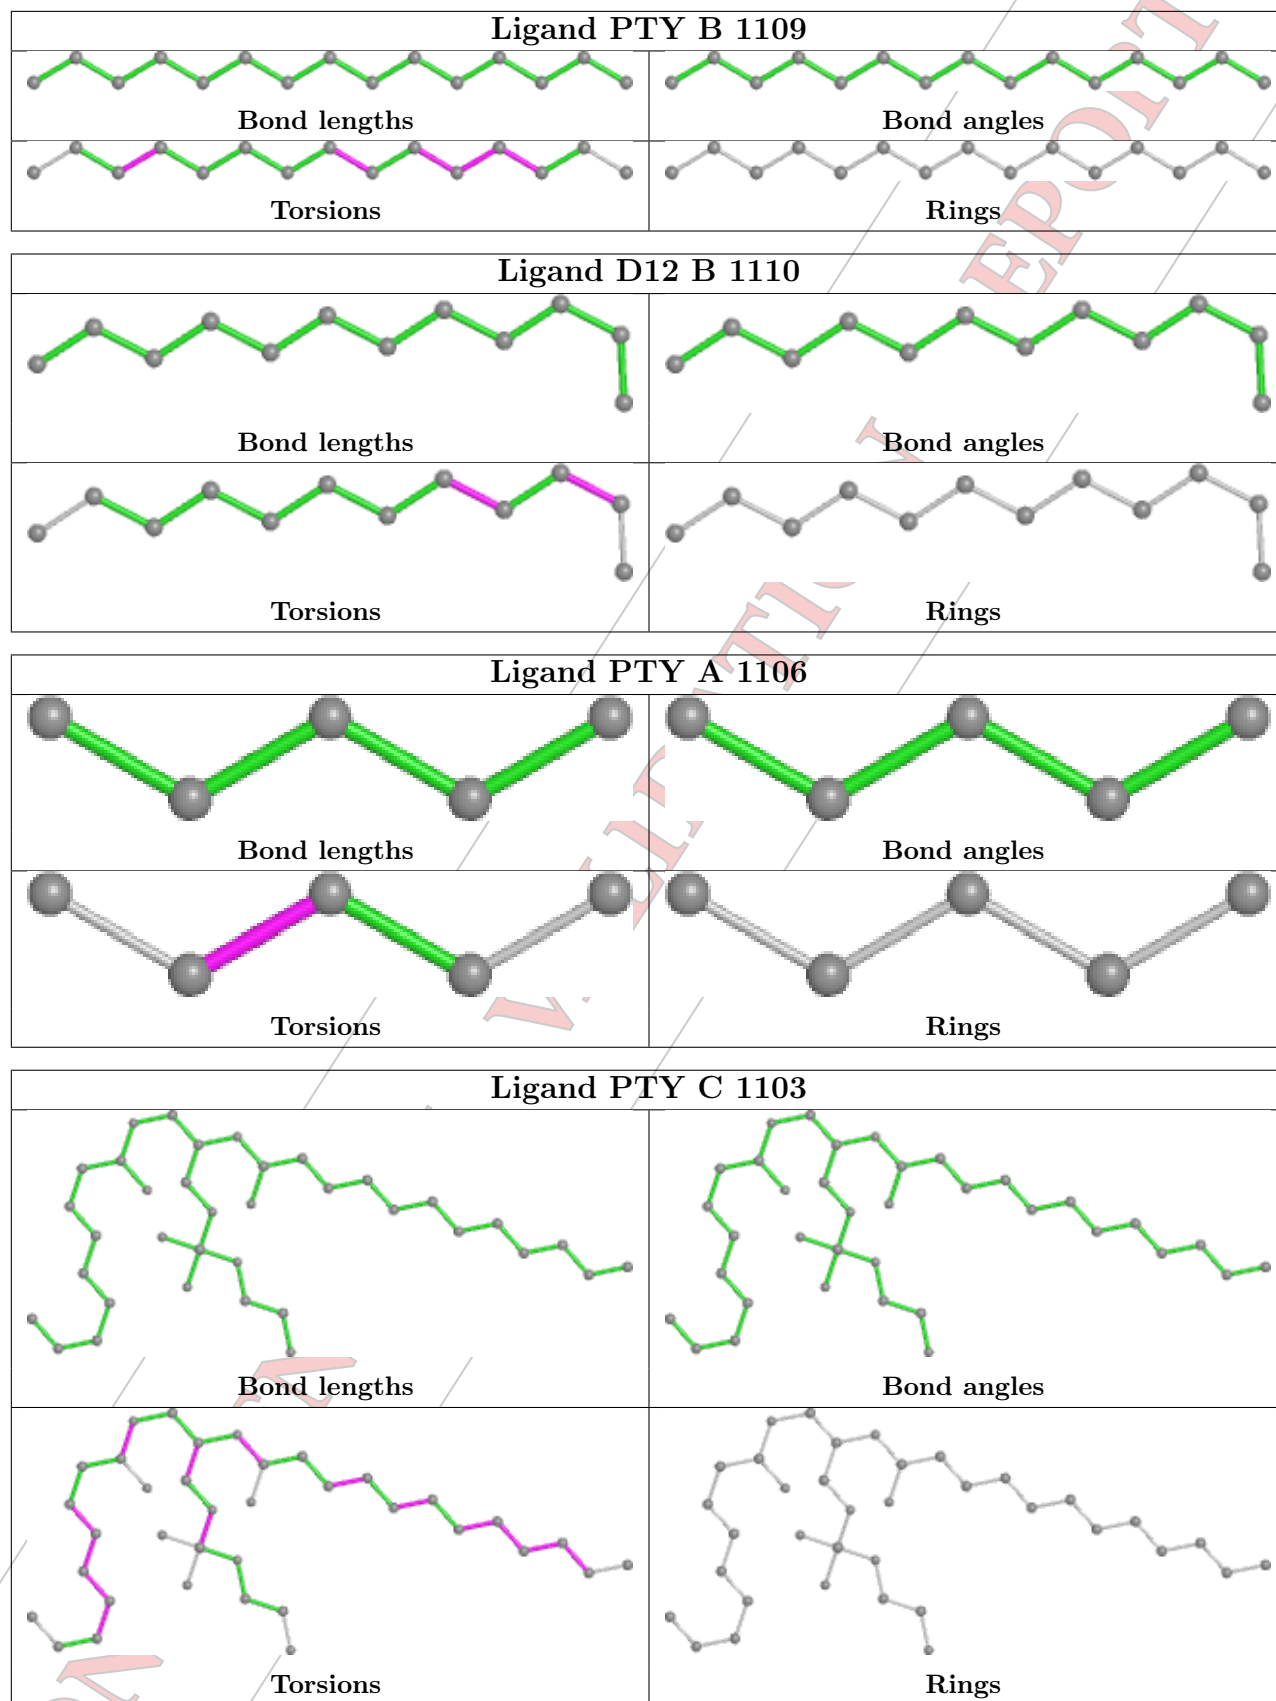 Ligand PTY B 1109
Bond lengths Bond angles
Torsions Rings
Ligand D12 B 1110
Bond lengths Bond angles
Torsions Rings
Ligand PTY A 1106
Bond lengths Bond angles
Torsions Rings
Ligand PTY C 1103
Bond lengths Bond angles
Torsions Rings